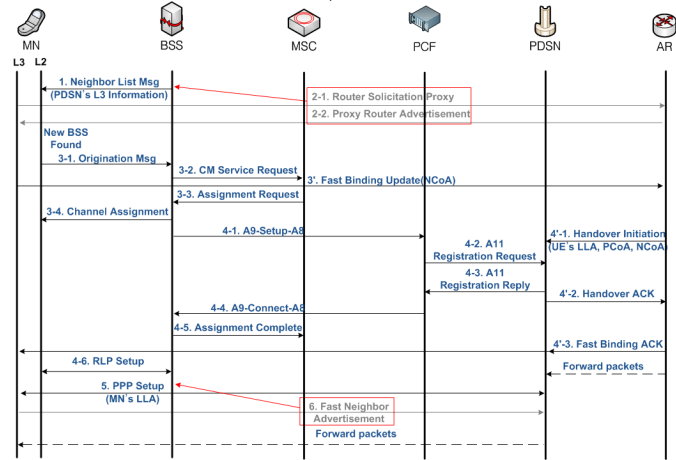 MN
BSS
MSC
PCF
PDSN
AR
L3 L2
1. Neighbor List Msg
(PDSN's L3 Information)
2-1. Router Solicitation Proxy
2-2. Proxy Router Advertisement
New BSS
Found
3-1. Origination Msg
3-2. CM Service Request
3'. Fast Binding Update(NCoA)
3-3. Assignment Request
3-4. Channel Assignment
4-1. A9-Setup-A8
4'-1. Handover Initiation
(UE's LLA, PCoA, NCoA)
4-2. A11
Registration Request
4-3. A11
Registration Reply
4'-2. Handover ACK
4-4. A9-Connect-A8
4-5. Assignment Complete
4'-3. Fast Binding ACK
4-6. RLP Setup
Forward packets
5. PPP Setup
(MN's LLA)
6. Fast Neighbor
Advertisement
Forward packets